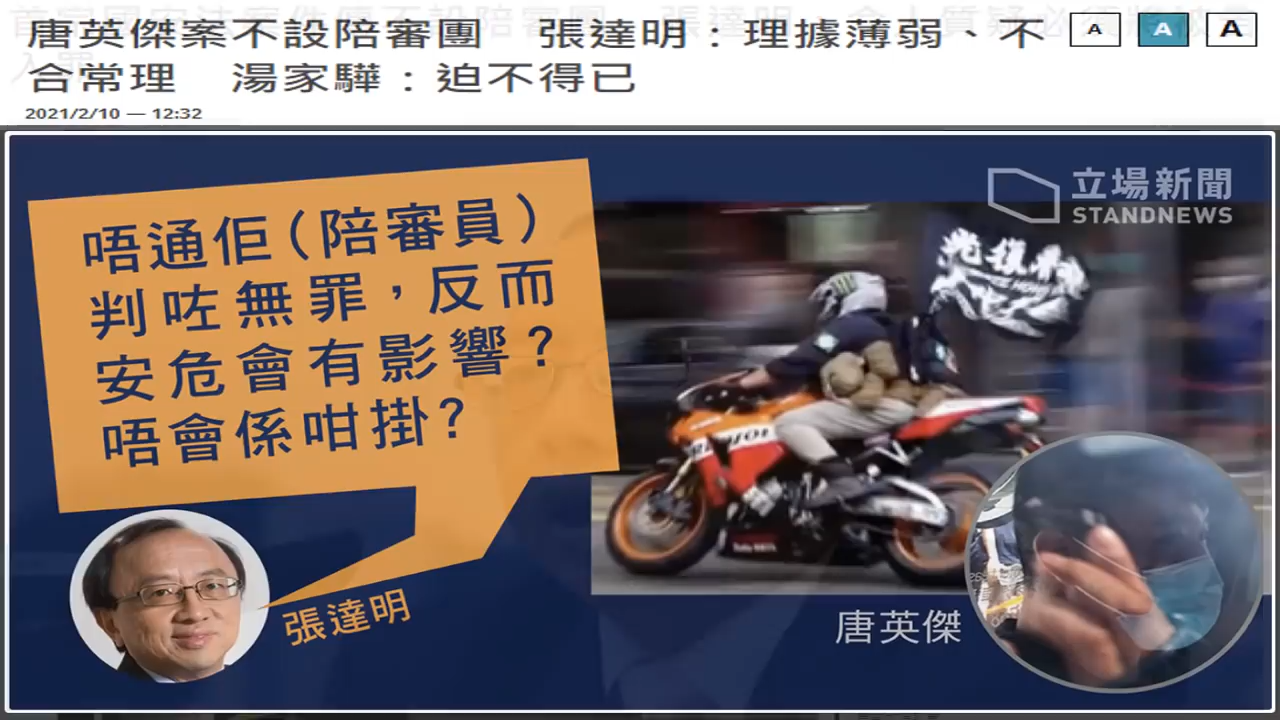 唐英傑案不設陪審團 張達明：理據薄弱、不
合常理 湯家驊：迫不得已
A A A
2021/2/10 — 12:32
立場新聞
STANDNEWS
唔通佢（陪審員）
判咗無罪，反而
安危會有影響？
唔會係咁掛？
張達明
唐英傑